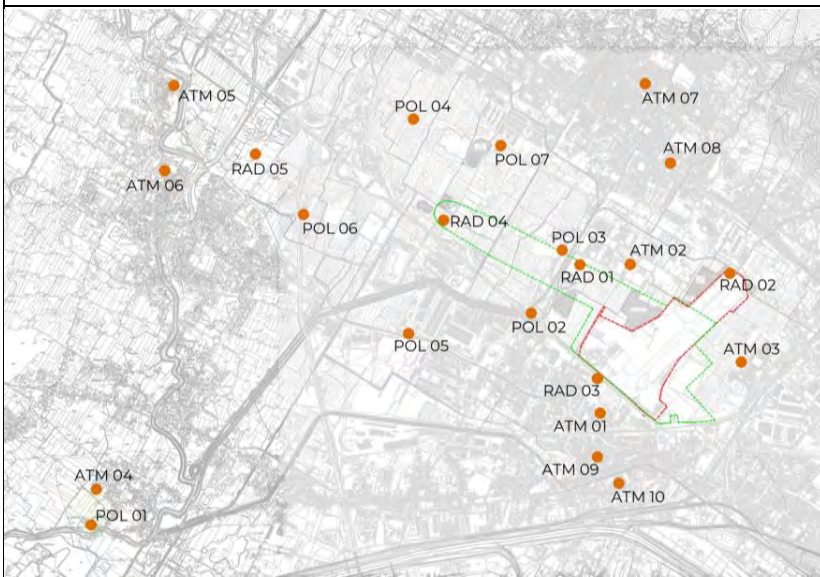 ATM 05
ATM 07
POL 04
POL 07
ATM 08
RAD 05
ATM 06
POL 06
RAD 04
POL 03
RAD 01
ATM 02
RAD 02
POL 02
POL 05
ATM 03
RAD 03
ATM 01
ATM 09
ATM 04
ATM 10
POL 01